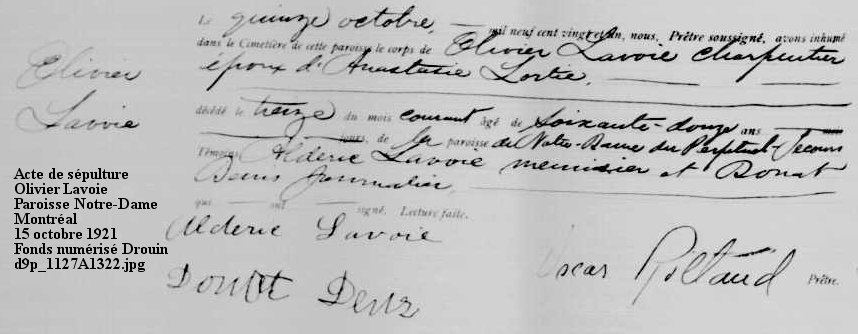 Le quinze octobre, mil neuf cent vingt et un, nous, Prêtre soussigné, avons inhumé
dans le Cimetière de cette paroisse le corps de Olivier Lavoie charpentier
époux d'Anastasie Lortie,
Olivier
Lavoie
décédé le treize du mois courant âgé de soixante-douze ans
jours, de la paroisse de Notre-Dame du Perpétuel-Secours
Témoins Alderic Lavoie menuisier et Donat
Denis journalier,
qui ont signé. Lecture faite.
Alderic Lavoie
Donat Denis
Oscar Prêtre.
Acte de sépulture
Olivier Lavoie
Paroisse Notre-Dame
Montréal
15 octobre 1921
Fonds numérisé Drouin
d9p_1127A1322.jpg